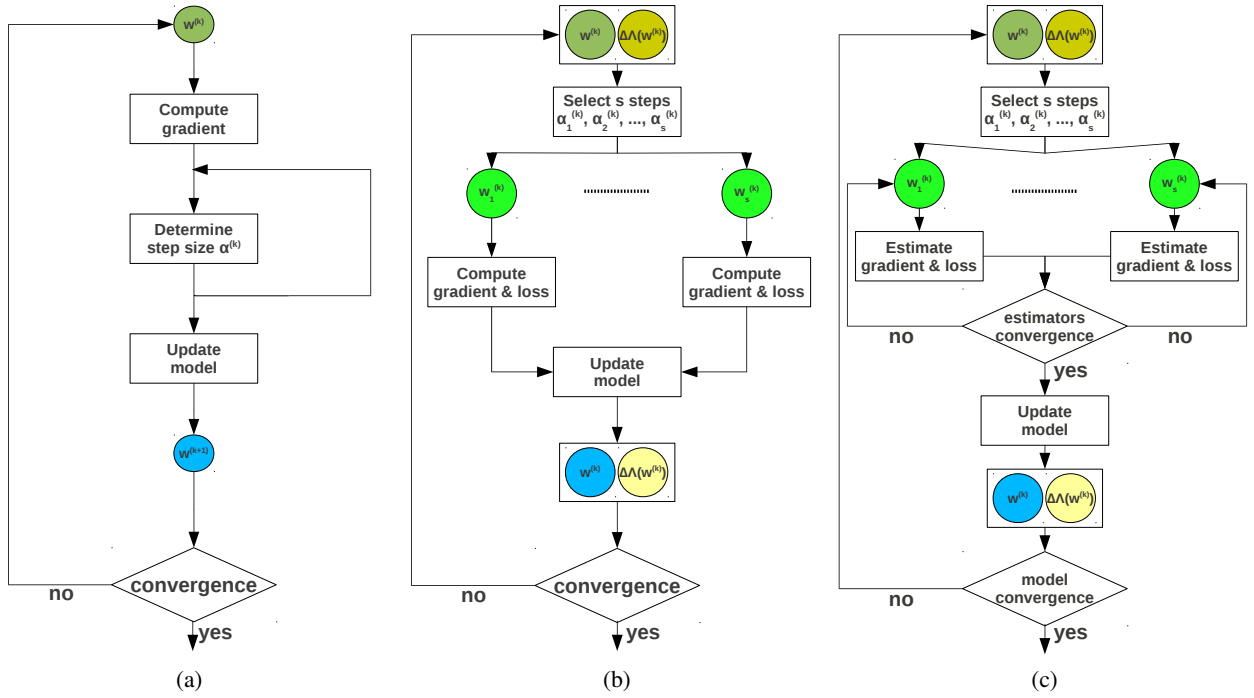 w(k)
Compute
gradient
Determine
step size α(k)
Update
model
w(k+1)
convergence
no
yes
(a)
w(k) ΔΛ(w(k))
Select s steps
α1(k), α2(k), ..., αs(k)
w1(k) ws(k)
Compute
gradient & loss
Compute
gradient & loss
Update
model
w(k) ΔΛ(w(k))
convergence
no
yes
(b)
w(k) ΔΛ(w(k))
Select s steps
α1(k), α2(k), ..., αs(k)
w1(k) ws(k)
Estimate
gradient & loss
Estimate
gradient & loss
estimators
convergence
no
no
yes
Update
model
w(k) ΔΛ(w(k))
model
convergence
no
yes
(c)